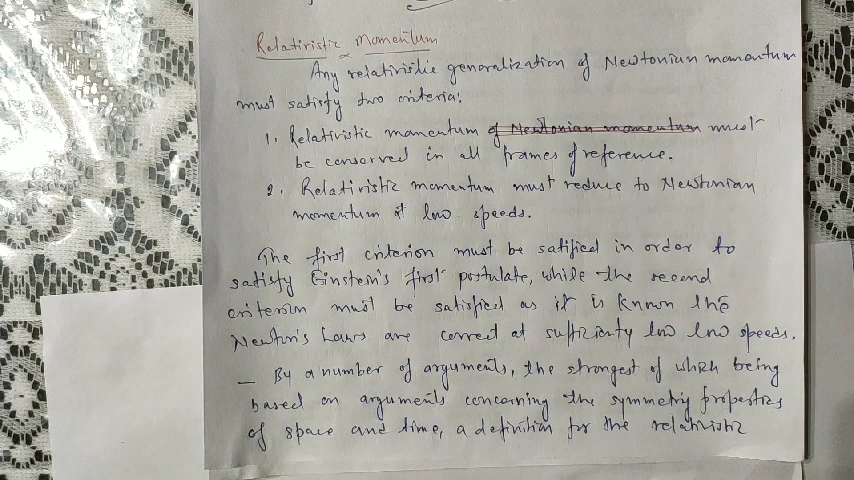 Relativistic Momentum
Any relativistic generalization of Newtonian momentum
must satisfy two criteria:
1. Relativistic momentum of Newtonian momentum must
be conserved in all frames of reference.
2. Relativistic momentum must reduce to Newtonian
momentum at low speeds.
The first criterion must be satified in order to
satisfy Einstein's first postulate, while the second
criterion must be satisfied as it is known the
Newton's Laws are correct at sufficiently low low speeds.
— By a number of arguments, the strongest of which being
based on arguments concerning the symmetry properties
of space and time, a definition for the relativistic